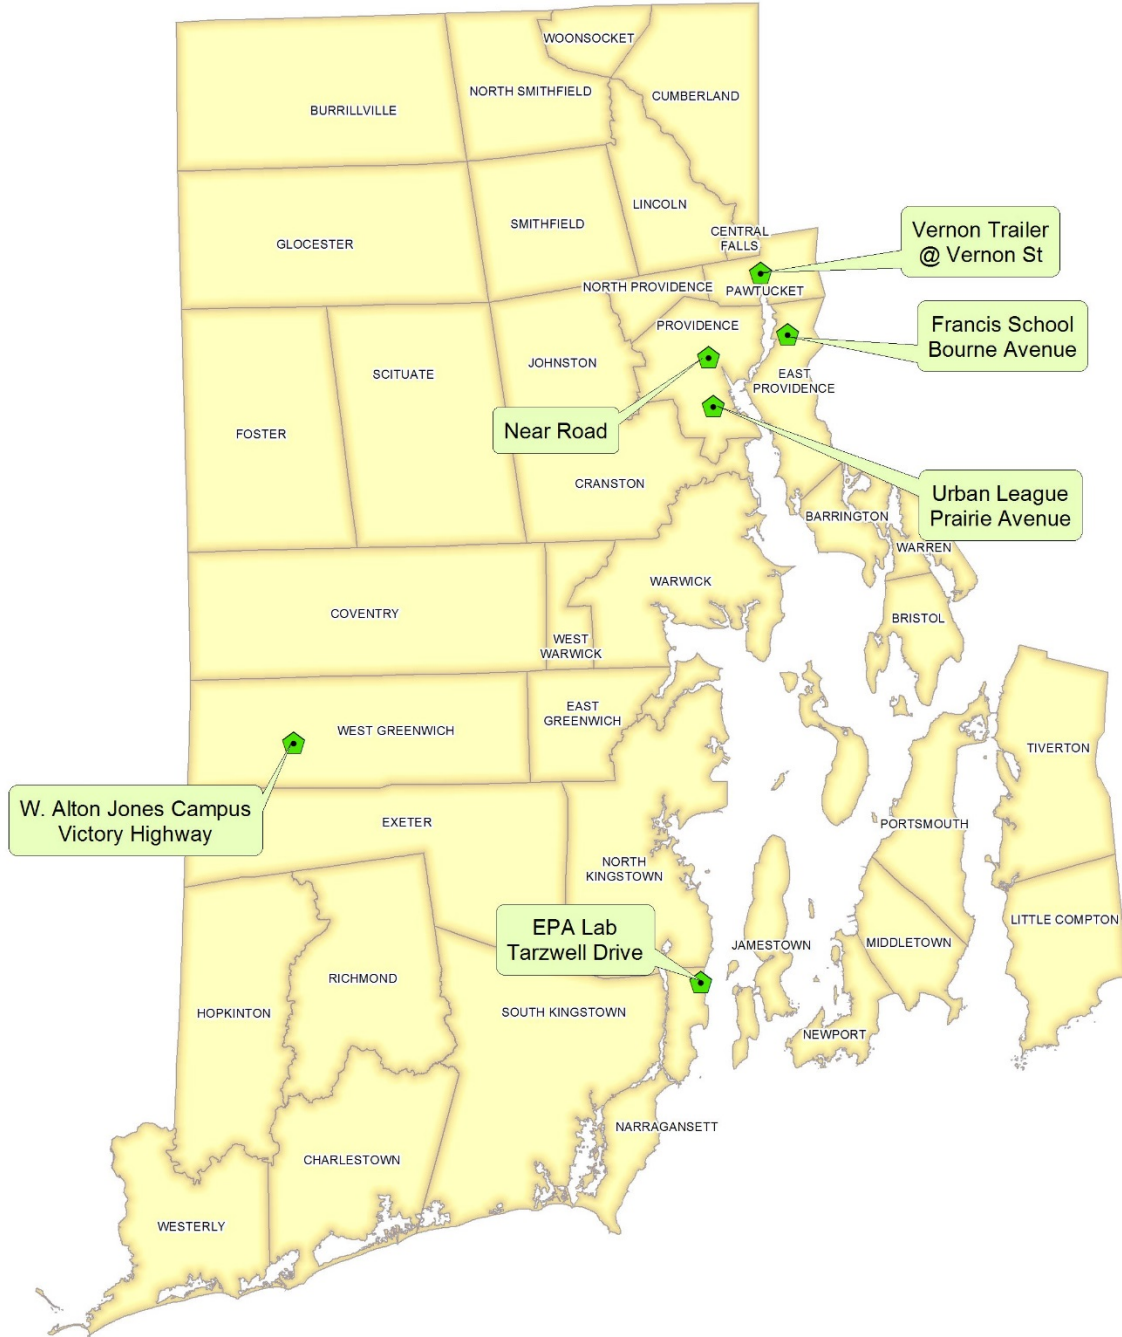 WOONSOCKET
NORTH SMITHFIELD
CUMBERLAND
BURRILLVILLE
LINCOLN
SMITHFIELD
GLOCESTER
CENTRAL
FALLS
Vernon Trailer
@ Vernon St
NORTH PROVIDENCE
PAWTUCKET
PROVIDENCE
Francis School
Bourne Avenue
JOHNSTON
SCITUATE
EAST
PROVIDENCE
Near Road
FOSTER
CRANSTON
Urban League
Prairie Avenue
BARRINGTON
WARREN
WARWICK
COVENTRY
BRISTOL
WEST
WARWICK
EAST
GREENWICH
WEST GREENWICH
TIVERTON
W. Alton Jones Campus
Victory Highway
EXETER
PORTSMOUTH
NORTH
KINGSTOWN
EPA Lab
Tarzwell Drive
LITTLE COMPTON
JAMESTOWN
MIDDLETOWN
RICHMOND
HOPKINTON
SOUTH KINGSTOWN
NEWPORT
NARRAGANSETT
CHARLESTOWN
WESTERLY